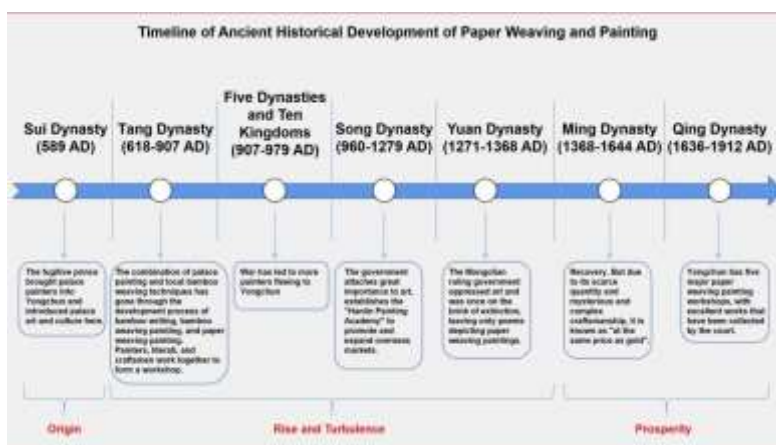 Timeline of Ancient Historical Development of Paper Weaving and Painting
Sui Dynasty
(589 AD)
Tang Dynasty
(618-907 AD)
Five Dynasties
and Ten
Kingdoms
(907-979 AD)
Song Dynasty
(960-1279 AD)
Yuan Dynasty
(1271-1368 AD)
Ming Dynasty
(1368-1644 AD)
Qing Dynasty
(1636-1912 AD)
The fugitive prince
brought palace
painters into
Yongchun and
introduced palace
art and culture here.
The combination of palace
painting and local bamboo
weaving techniques has
gone through the
development process of
bamboo writing, bamboo
weaving painting, and paper
weaving painting.
Painters, literati, and
craftsmen work together to
form a workshop.
War has led to more
painters flowing to
Yongchun
The government
attaches great
importance to art,
establishes the
"Hanlin Painting
Academy" to
promote and
expand overseas
markets.
The Mongolian
ruling government
oppressed art and
was once on the
brink of extinction,
leaving only poems
depicting paper
weaving paintings.
Recovery. But due
to its scarce
quantity and
mysterious and
complex
craftsmanship, it is
known as "at the
same price as gold".
Yongchun has five
major paper
weaving painting
workshops, with
excellent works that
have been collected
by the court.
Origin
Rise and Turbulence
Prosperity